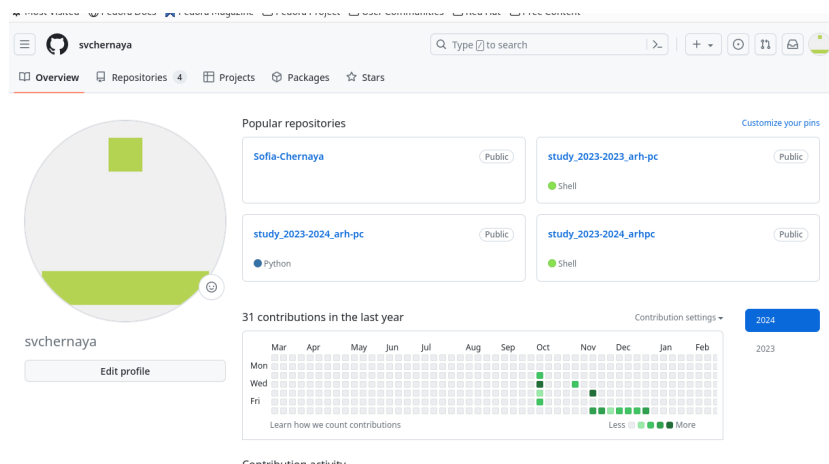 Most Visited Fedora Docs Fedora Magazine Fedora Project User Communities Red Hat Free Content
svchernaya
Type / to search
Overview Repositories 4 Projects Packages Stars
Popular repositories Customize your pins
Sofia-Chernaya Public study_2023-2023_arh-pc Public
Shell
study_2023-2024_arh-pc Public study_2023-2024_arhpc Public
Python Shell
31 contributions in the last year Contribution settings 2024
svchernaya
Mar Apr May Jun Jul Aug Sep Oct Nov Dec Jan Feb 2023
Mon
Edit profile
Wed
Fri
Learn how we count contributions Less More
Contribution activity